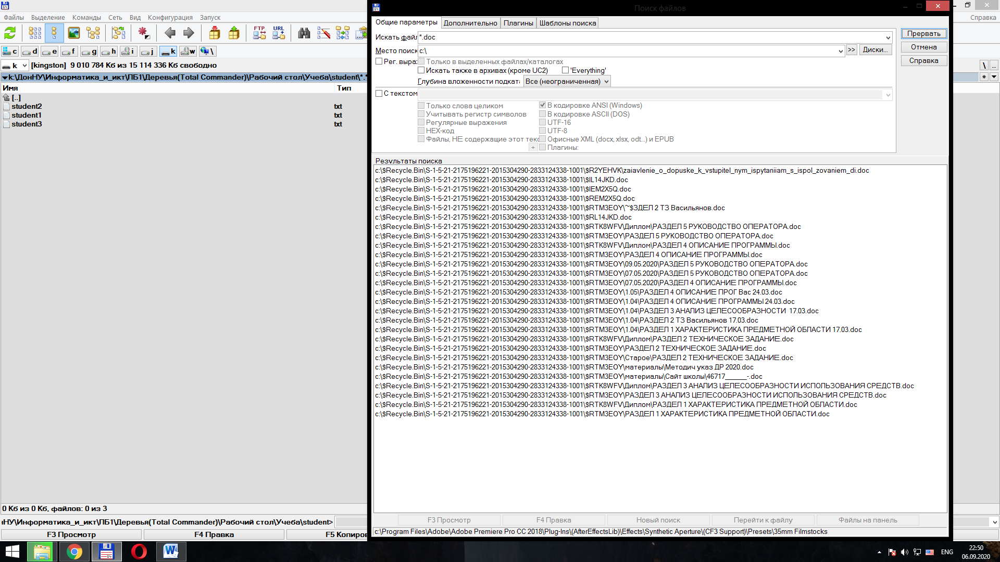 Поиск файлов
Файлы Выделение Команды Сеть Вид Конфигурация Запуск
Справка
FTP URL
c d e f g h i j k w \
k [kingston] 9 010 784 Кб из 15 114 336 Кб свободно
\ ..
k:\ДонНУ\Информатика_и_икт\ПБ1\Деревья(Total Commander)\Рабочий стол\Учеба\student\*.*
Имя Тип
[..]
student2 txt
student1 txt
student3 txt
0 Кб из 0 Кб, файлов: 0 из 3
НУ\Информатика_и_икт\ПБ1\Деревья(Total Commander)\Рабочий стол\Учеба\student>
F3 Просмотр F4 Правка F5 Копиров
Общие параметры Дополнительно Плагины Шаблоны поиска
Искать файл *.doc
Место поиск c:\ >> Диски...
Прервать
Отмена
Справка
Рег. выра Только в выделенных файлах/каталогах
Искать также в архивах (кроме UC2) 'Everything'
Глубина вложенности подката Все (неограниченная)
С текстом
Только слова целиком В кодировке ANSI (Windows)
Учитывать регистр символов В кодировке ASCII (DOS)
Регулярные выражения UTF-16
HEX-код UTF-8
Файлы, НЕ содержащие этот текс Офисные XML (docx, xlsx, odt...) и EPUB
+ Плагины:
Результаты поиска
c:\$Recycle.Bin\S-1-5-21-2175196221-2015304290-2833124338-1001\$R2YEHVK\zaiavlenie_o_dopuske_k_vstupitel_nym_ispytaniiam_s_ispol_zovaniem_di.doc
c:\$Recycle.Bin\S-1-5-21-2175196221-2015304290-2833124338-1001\$IL14JKD.doc
c:\$Recycle.Bin\S-1-5-21-2175196221-2015304290-2833124338-1001\$IEM2X5Q.doc
c:\$Recycle.Bin\S-1-5-21-2175196221-2015304290-2833124338-1001\$REM2X5Q.doc
c:\$Recycle.Bin\S-1-5-21-2175196221-2015304290-2833124338-1001\$RTM3EOY\~$ЗДЕЛ 2 ТЗ Васильянов.doc
c:\$Recycle.Bin\S-1-5-21-2175196221-2015304290-2833124338-1001\$RL14JKD.doc
c:\$Recycle.Bin\S-1-5-21-2175196221-2015304290-2833124338-1001\$RTK8WFV\Диплом\РАЗДЕЛ 5 РУКОВОДСТВО ОПЕРАТОРА.doc
c:\$Recycle.Bin\S-1-5-21-2175196221-2015304290-2833124338-1001\$RTM3EOY\РАЗДЕЛ 5 РУКОВОДСТВО ОПЕРАТОРА.doc
c:\$Recycle.Bin\S-1-5-21-2175196221-2015304290-2833124338-1001\$RTK8WFV\Диплом\РАЗДЕЛ 4 ОПИСАНИЕ ПРОГРАММЫ.doc
c:\$Recycle.Bin\S-1-5-21-2175196221-2015304290-2833124338-1001\$RTM3EOY\РАЗДЕЛ 4 ОПИСАНИЕ ПРОГРАММЫ.doc
c:\$Recycle.Bin\S-1-5-21-2175196221-2015304290-2833124338-1001\$RTM3EOY\09.05.2020\РАЗДЕЛ 5 РУКОВОДСТВО ОПЕРАТОРА.doc
c:\$Recycle.Bin\S-1-5-21-2175196221-2015304290-2833124338-1001\$RTM3EOY\07.05.2020\РАЗДЕЛ 5 РУКОВОДСТВО ОПЕРАТОРА.doc
c:\$Recycle.Bin\S-1-5-21-2175196221-2015304290-2833124338-1001\$RTM3EOY\07.05.2020\РАЗДЕЛ 4 ОПИСАНИЕ ПРОГРАММЫ.doc
c:\$Recycle.Bin\S-1-5-21-2175196221-2015304290-2833124338-1001\$RTM3EOY\1.05\РАЗДЕЛ 4 ОПИСАНИЕ ПРОГ Вас 24.03.doc
c:\$Recycle.Bin\S-1-5-21-2175196221-2015304290-2833124338-1001\$RTM3EOY\1.04\РАЗДЕЛ 4 ОПИСАНИЕ ПРОГРАММЫ 24.03.doc
c:\$Recycle.Bin\S-1-5-21-2175196221-2015304290-2833124338-1001\$RTM3EOY\1.04\РАЗДЕЛ 3 АНАЛИЗ ЦЕЛЕСООБРАЗНОСТИ  17.03.doc
c:\$Recycle.Bin\S-1-5-21-2175196221-2015304290-2833124338-1001\$RTM3EOY\1.04\РАЗДЕЛ 2 ТЗ Васильянов 17.03.doc
c:\$Recycle.Bin\S-1-5-21-2175196221-2015304290-2833124338-1001\$RTM3EOY\1.04\РАЗДЕЛ 1 ХАРАКТЕРИСТИКА ПРЕДМЕТНОЙ ОБЛАСТИ 17.03.doc
c:\$Recycle.Bin\S-1-5-21-2175196221-2015304290-2833124338-1001\$RTK8WFV\Диплом\РАЗДЕЛ 2 ТЕХНИЧЕСКОЕ ЗАДАНИЕ.doc
c:\$Recycle.Bin\S-1-5-21-2175196221-2015304290-2833124338-1001\$RTM3EOY\РАЗДЕЛ 2 ТЕХНИЧЕСКОЕ ЗАДАНИЕ.doc
c:\$Recycle.Bin\S-1-5-21-2175196221-2015304290-2833124338-1001\$RTM3EOY\Старое\РАЗДЕЛ 2 ТЕХНИЧЕСКОЕ ЗАДАНИЕ.doc
c:\$Recycle.Bin\S-1-5-21-2175196221-2015304290-2833124338-1001\$RTM3EOY\материалы\Методич указ ДР 2020.doc
c:\$Recycle.Bin\S-1-5-21-2175196221-2015304290-2833124338-1001\$RTM3EOY\материалы\Сайт школы\46717______-.doc
c:\$Recycle.Bin\S-1-5-21-2175196221-2015304290-2833124338-1001\$RTK8WFV\Диплом\РАЗДЕЛ 3 АНАЛИЗ ЦЕЛЕСООБРАЗНОСТИ ИСПОЛЬЗОВАНИЯ СРЕДСТВ.doc
c:\$Recycle.Bin\S-1-5-21-2175196221-2015304290-2833124338-1001\$RTM3EOY\РАЗДЕЛ 3 АНАЛИЗ ЦЕЛЕСООБРАЗНОСТИ ИСПОЛЬЗОВАНИЯ СРЕДСТВ.doc
c:\$Recycle.Bin\S-1-5-21-2175196221-2015304290-2833124338-1001\$RTK8WFV\Диплом\РАЗДЕЛ 1 ХАРАКТЕРИСТИКА ПРЕДМЕТНОЙ ОБЛАСТИ.doc
c:\$Recycle.Bin\S-1-5-21-2175196221-2015304290-2833124338-1001\$RTM3EOY\РАЗДЕЛ 1 ХАРАКТЕРИСТИКА ПРЕДМЕТНОЙ ОБЛАСТИ.doc
F3 Просмотр F4 Правка Новый поиск Перейти к файлу Файлы на панель
c:\Program Files\Adobe\Adobe Premiere Pro CC 2018\Plug-Ins\(AfterEffectsLib)\Effects\Synthetic Aperture\(CF3 Support)\Presets\35mm Filmstocks
ENG 22:50
06.09.2020